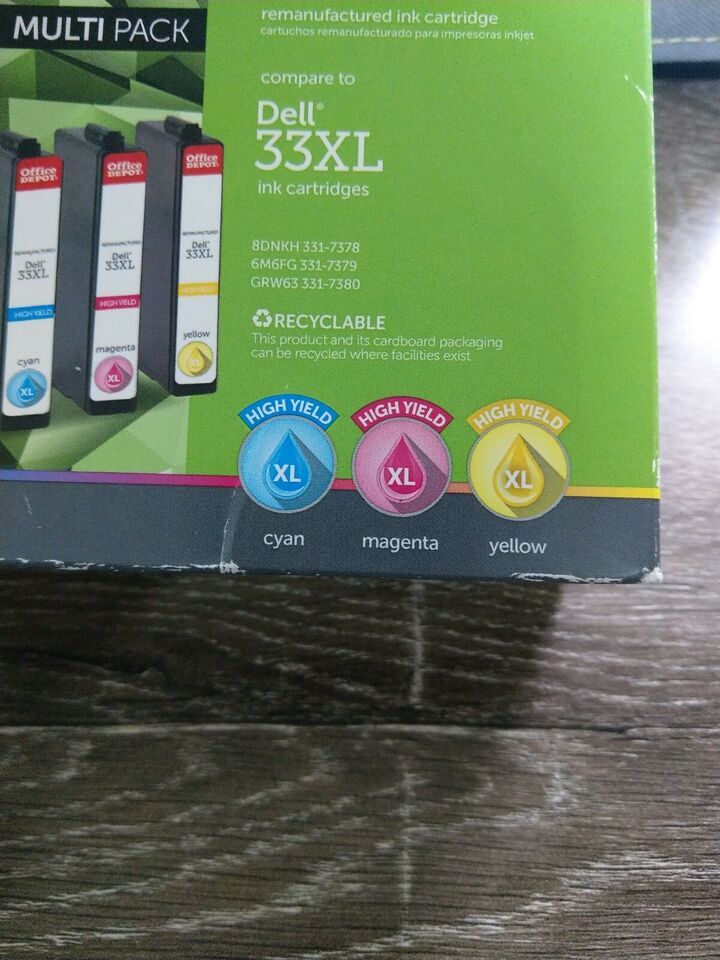 MULTI PACK
remanufactured ink cartridge
cartuchos remanufacturado para impresoras inkjet
compare to
Dell®
33XL
ink cartridges
8DNKH 331-7378
6M6FG 331-7379
GRW63 331-7380
RECYCLABLE
This product and its cardboard packaging
can be recycled where facilities exist.
Office
DEPOT
REMANUFACTURED
Dell
33XL
HIGH YIELD
cyan
XL
Office
DEPOT
REMANUFACTURED
Dell
33XL
HIGH YIELD
magenta
XL
Office
DEPOT
REMANUFACTURED
Dell
33XL
HIGH YIELD
yellow
XL
HIGH YIELD
XL
cyan
HIGH YIELD
XL
magenta
HIGH YIELD
XL
yellow